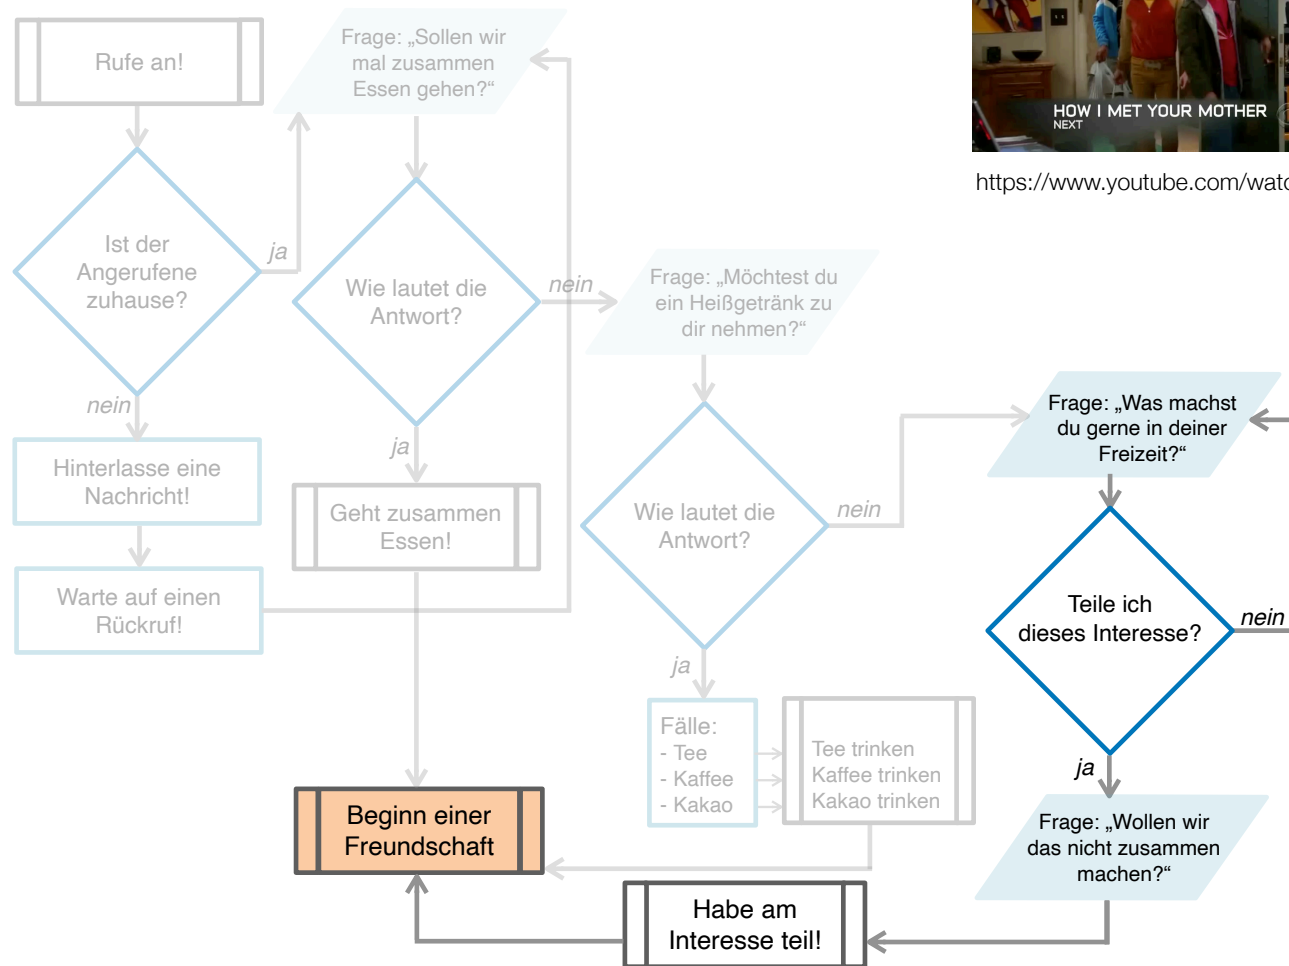 Rufe an!
Frage: „Sollen wir
mal zusammen
Essen gehen?“
HOW I MET YOUR MOTHER
NEXT
https://www.youtube.com/watc
Ist der
Angerufene
zuhause?
ja
Wie lautet die
Antwort?
nein
Frage: „Möchtest du
ein Heißgetränk zu
dir nehmen?“
nein
Hinterlasse eine
Nachricht!
ja
Geht zusammen
Essen!
Warte auf einen
Rückruf!
Wie lautet die
Antwort?
nein
Frage: „Was machst
du gerne in deiner
Freizeit?“
Teile ich
dieses Interesse?
nein
ja
Fälle:
- Tee
- Kaffee
- Kakao
Tee trinken
Kaffee trinken
Kakao trinken
ja
Frage: „Wollen wir
das nicht zusammen
machen?“
Beginn einer
Freundschaft
Habe am
Interesse teil!